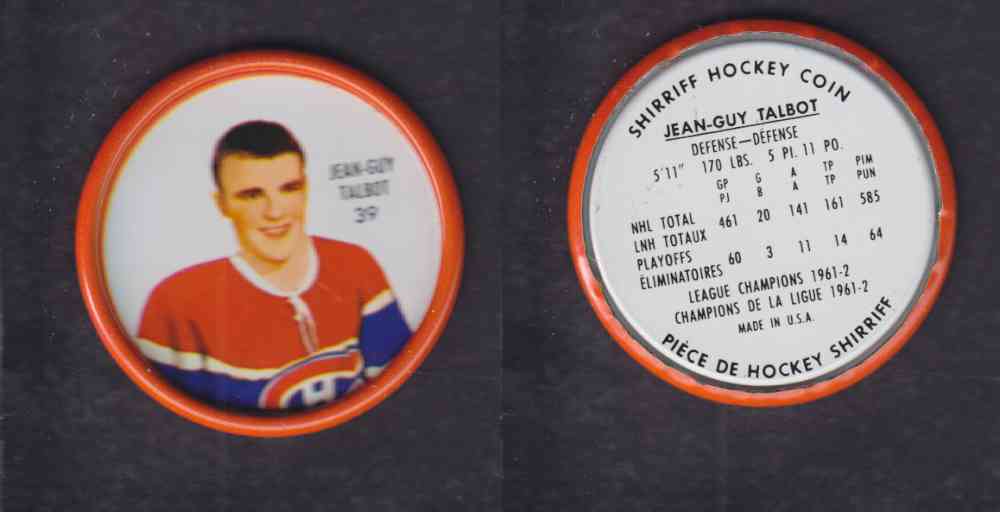 JEAN-GUY
TALBOT
39
SHIRRIFF HOCKEY COIN
JEAN-GUY TALBOT
DEFENSE—DÉFENSE
5'11" 170 LBS. 5 PI. 11 PO.
GP G A TP PIM
PJ B A TP PUN
NHL TOTAL
LNH TOTAUX 461 20 141 161 585
PLAYOFFS
ÉLIMINATOIRES 60 3 11 14 64
LEAGUE CHAMPIONS 1961-2
CHAMPIONS DE LA LIGUE 1961-2
MADE IN U.S.A.
PIÈCE DE HOCKEY SHIRRIFF